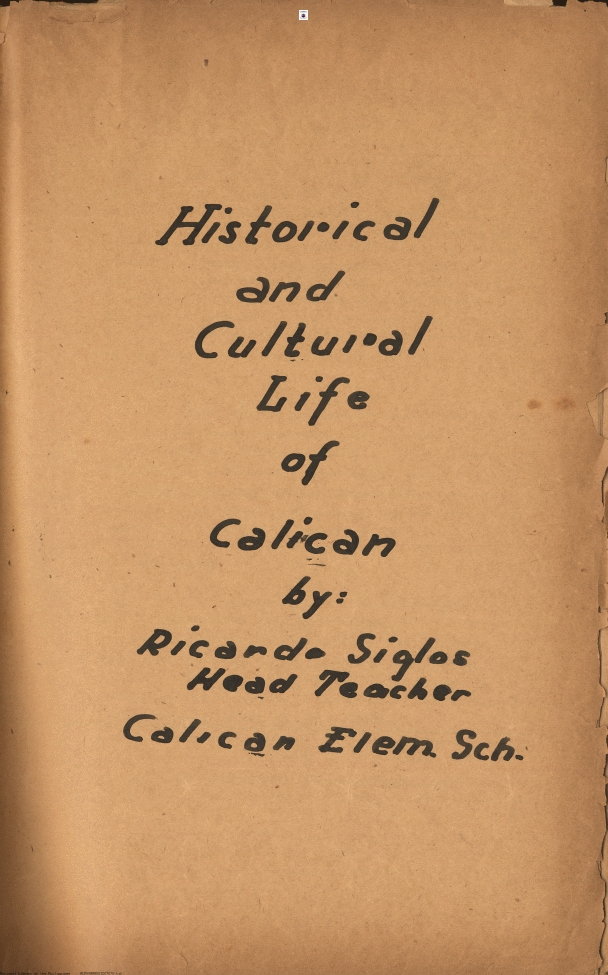 Historical
and
Cultural
Life
of
Calican
by:
Ricardo Siglos
Head Teacher
Calican Elem. Sch.